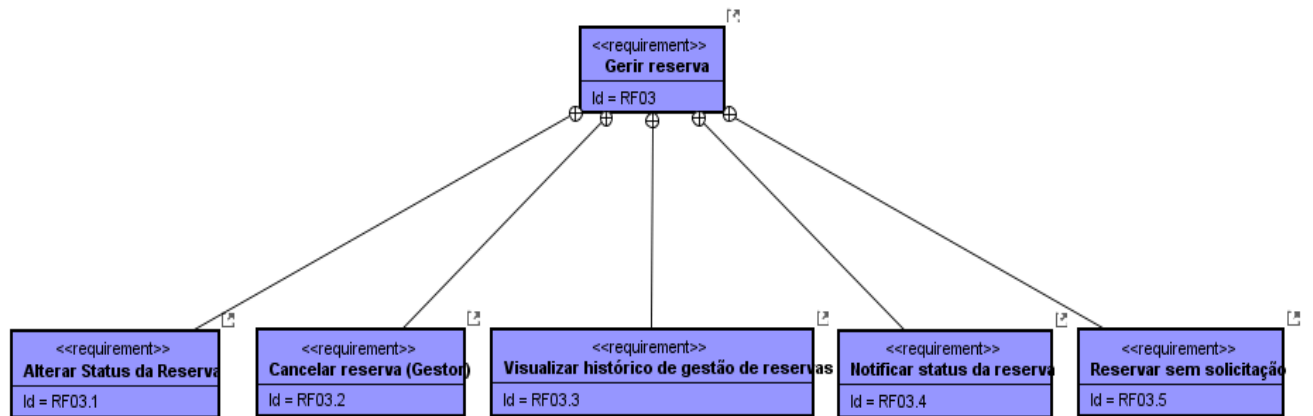 <<requirement>>
Gerir reserva
Id = RF03
<<requirement>>
Alterar Status da Reserva
Id = RF03.1
<<requirement>>
Cancelar reserva (Gestor)
Id = RF03.2
<<requirement>>
Visualizar histórico de gestão de reservas
Id = RF03.3
<<requirement>>
Notificar status da reserva
Id = RF03.4
<<requirement>>
Reservar sem solicitação
Id = RF03.5